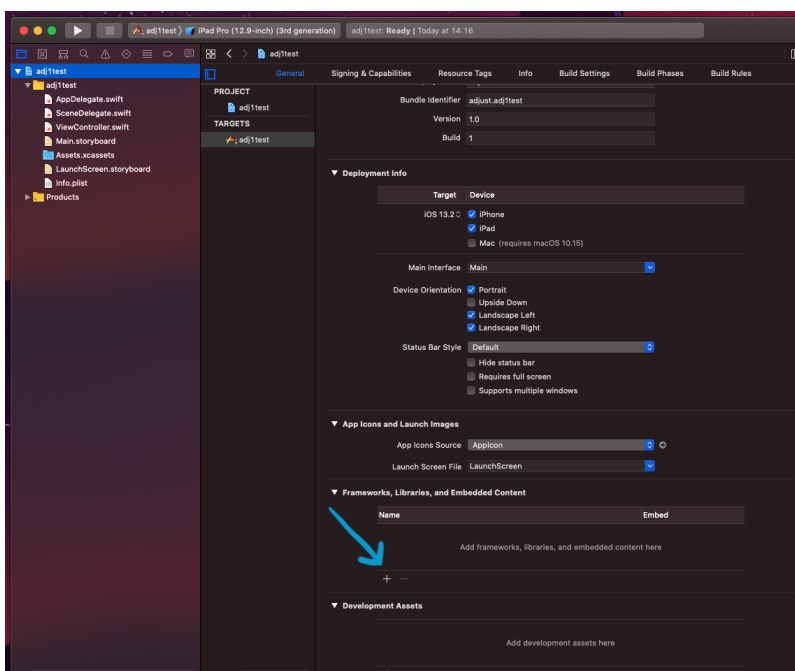 adj1test
iPad Pro (12.9-inch) (3rd generation)
adj1test: Ready | Today at 14:16
adj1test
General
Signing & Capabilities
Resource Tags
Info
Build Settings
Build Phases
Build Rules
adj1test
adj1test
AppDelegate.swift
SceneDelegate.swift
ViewController.swift
Main.storyboard
Assets.xcassets
LaunchScreen.storyboard
Info.plist
Products
PROJECT
adj1test
TARGETS
adj1test
Bundle Identifier adjust.adj1test
Version 1.0
Build 1
Deployment Info
Target Device
iOS 13.2 iPhone
iPad
Mac (requires macOS 10.15)
Main Interface Main
Device Orientation Portrait
Upside Down
Landscape Left
Landscape Right
Status Bar Style Default
Hide status bar
Requires full screen
Supports multiple windows
App Icons and Launch Images
App Icons Source AppIcon
Launch Screen File LaunchScreen
Frameworks, Libraries, and Embedded Content
Name Embed
Add frameworks, libraries, and embedded content here
Development Assets
Add development assets here